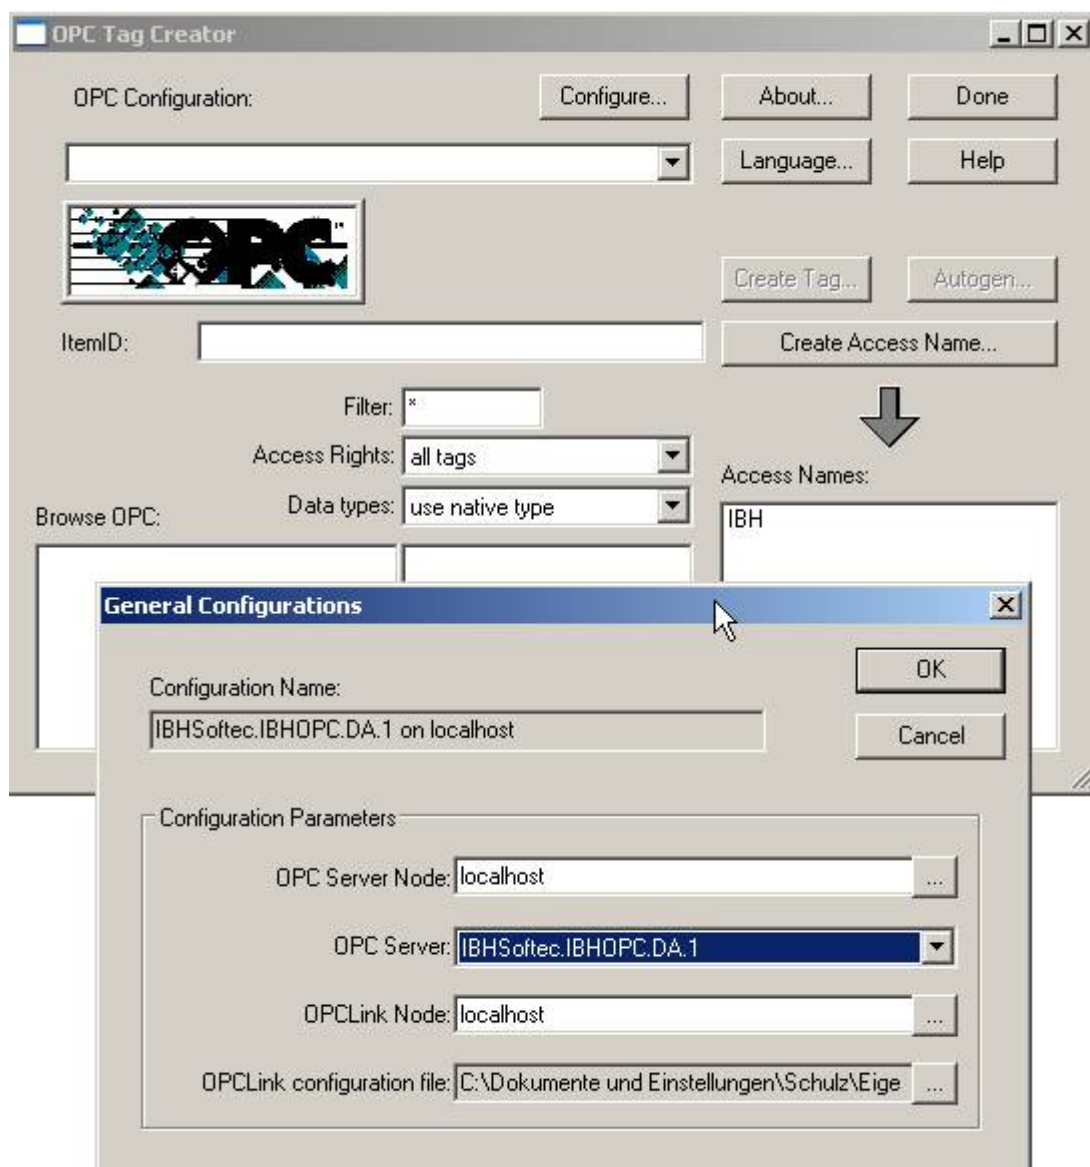 OPC Tag Creator
OPC Configuration:
Configure...
About...
Done
Language...
Help
OPC
Create Tag...
Autogen...
ItemID:
Create Access Name...
Filter: *
Access Rights: all tags
Access Names:
Data types: use native type
Browse OPC:
IBH
General Configurations
OK
Configuration Name:
IBHSoftec.IBHOPC.DA.1 on localhost
Cancel
Configuration Parameters
OPC Server Node: localhost ...
OPC Server: IBHSoftec.IBHOPC.DA.1
OPCLink Node: localhost ...
OPCLink configuration file: C:\Dokumente und Einstellungen\Schulz\Eige ...